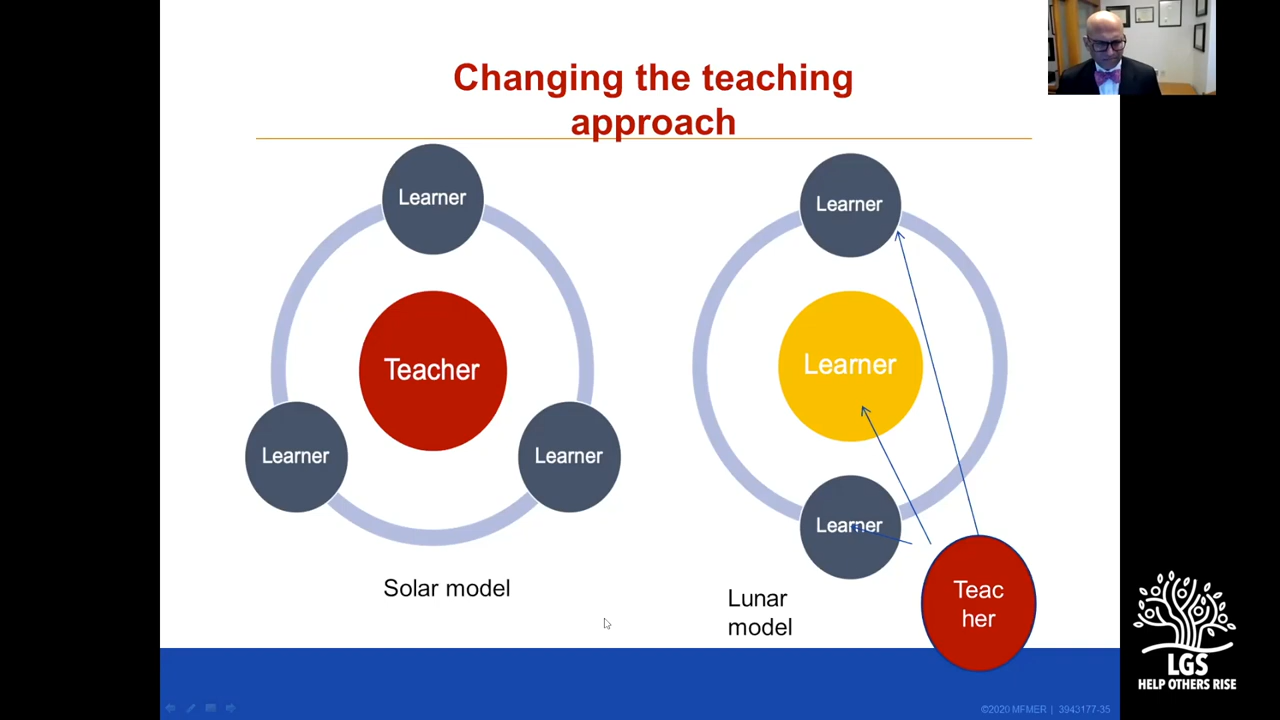 Changing the teaching
approach
Learner
Teacher
Learner
Learner
Solar model
Learner
Learner
Learner
Lunar
model
Teac
her
©2020 MFMER | 3943177-35
LGS
HELP OTHERS RISE